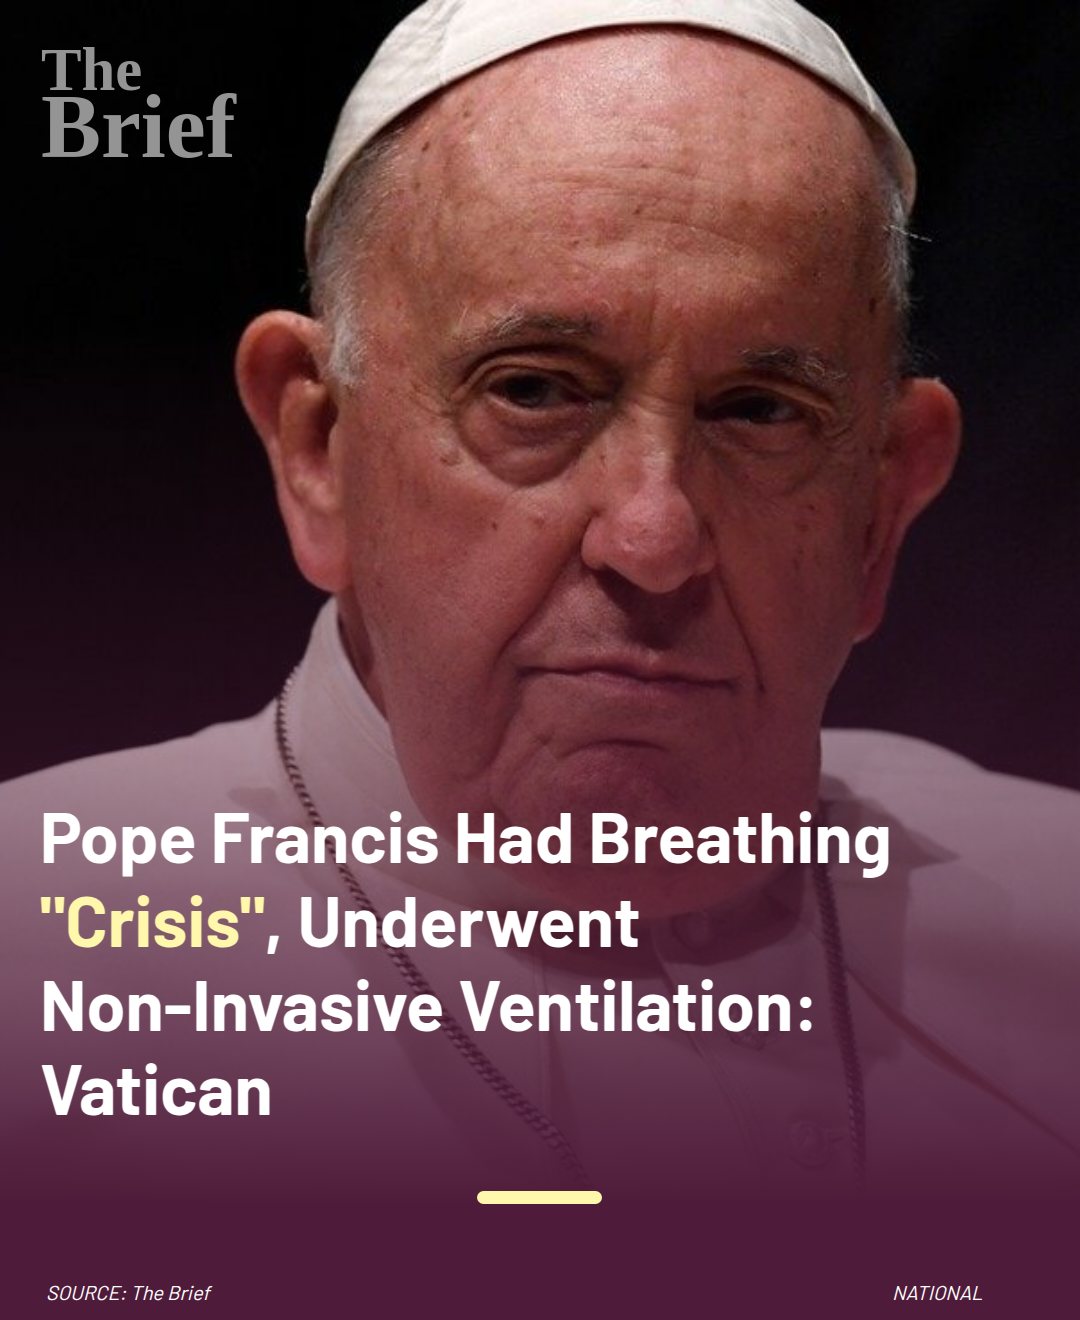 The
Brief
Pope Francis Had Breathing
"Crisis", Underwent
Non-Invasive Ventilation:
Vatican
SOURCE: The Brief
NATIONAL